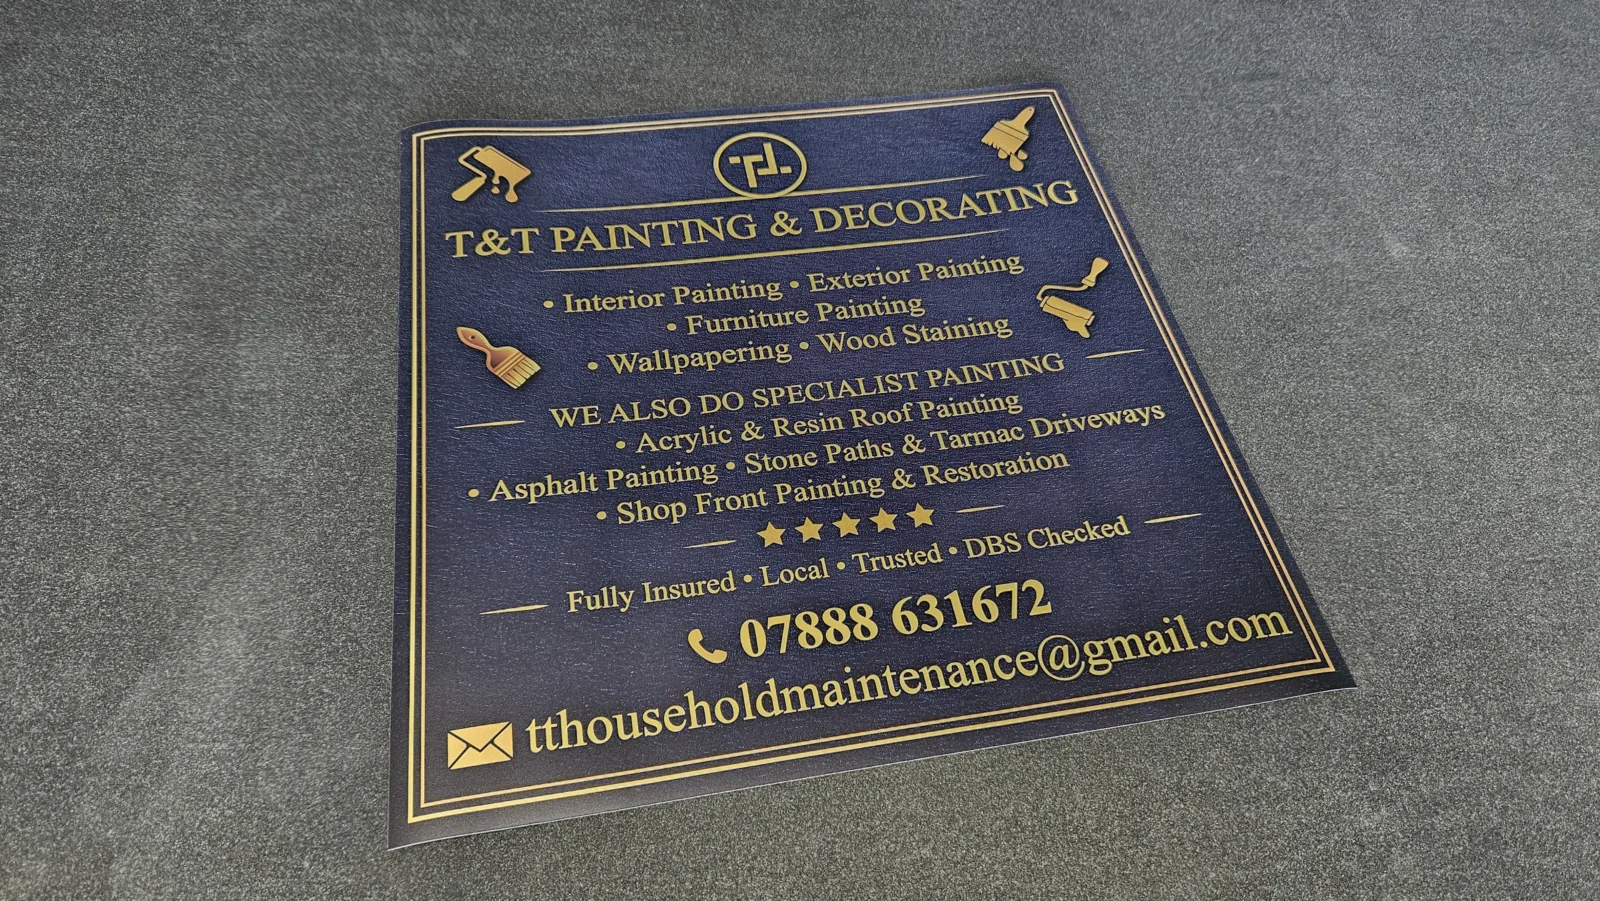 T&T PAINTING & DECORATING
• Interior Painting • Exterior Painting
• Furniture Painting
• Wallpapering • Wood Staining
WE ALSO DO SPECIALIST PAINTING
• Acrylic & Resin Roof Painting
• Asphalt Painting • Stone Paths & Tarmac Driveways
• Shop Front Painting & Restoration
Fully Insured • Local • Trusted • DBS Checked
07888 631672
tthouseholdmaintenance@gmail.com